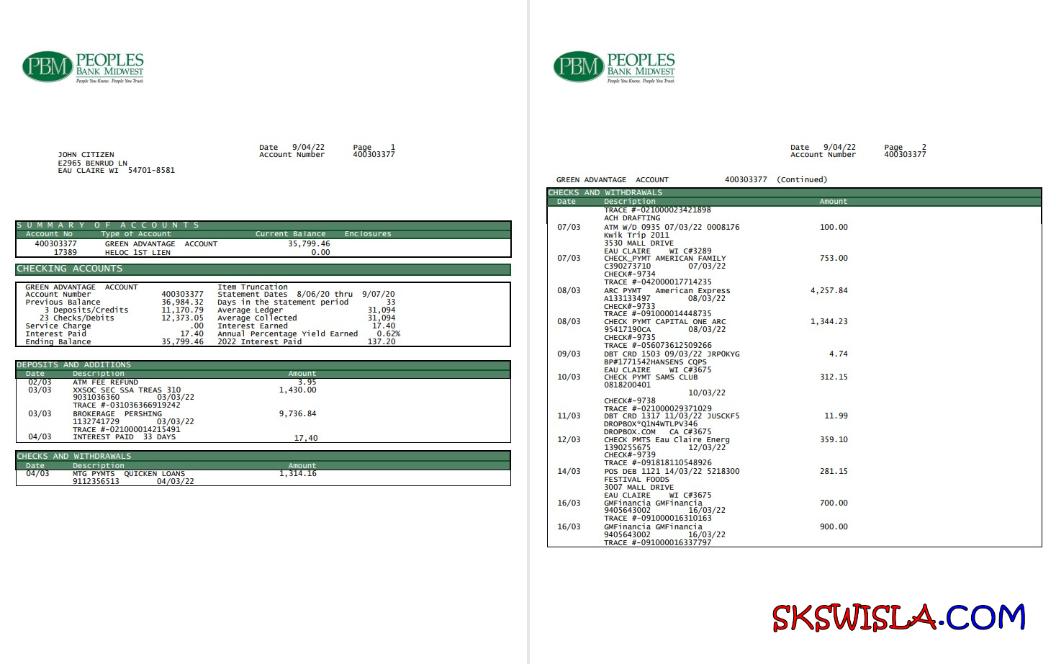 PBM PEOPLES
BANK MIDWEST
People You Know. People You Trust.
Date 9/04/22 Page 1
JOHN CITIZEN Account Number 400303377
E2965 BENRUD LN
EAU CLAIRE WI 54701-8581
SUMMARY OF ACCOUNTS
Account No Type of Account Current Balance Enclosures
400303377 GREEN ADVANTAGE ACCOUNT 35,799.46
17389 HELOC 1ST LIEN 0.00
CHECKING ACCOUNTS
GREEN ADVANTAGE ACCOUNT Item Truncation
Account Number 400303377 Statement Dates 8/06/20 thru 9/07/20
Previous Balance 36,984.32 Days in the statement period 33
3 Deposits/Credits 11,170.79 Average Ledger 31,094
23 Checks/Debits 12,373.05 Average Collected 31,094
Service Charge .00 Interest Earned 17.40
Interest Paid 17.40 Annual Percentage Yield Earned 0.62%
Ending Balance 35,799.46 2022 Interest Paid 137.20
DEPOSITS AND ADDITIONS
Date Description Amount
02/03 ATM FEE REFUND 3.95
03/03 XXSOC SEC SSA TREAS 310 1,430.00
9031036360 03/03/22
TRACE #-031036366919242
03/03 BROKERAGE PERSHING 9,736.84
1132741729 03/03/22
TRACE #-021000014215491
04/03 INTEREST PAID 33 DAYS 17.40
CHECKS AND WITHDRAWALS
Date Description Amount
04/03 MTG PYMTS QUICKEN LOANS 1,314.16
9112356513 04/03/22
PBM PEOPLES
BANK MIDWEST
People You Know. People You Trust.
Date 9/04/22 Page 2
Account Number 400303377
GREEN ADVANTAGE ACCOUNT 400303377 (Continued)
CHECKS AND WITHDRAWALS
Date Description Amount
TRACE #-021000023421898
ACH DRAFTING
07/03 ATM W/D 0935 07/03/22 0008176 100.00
Kwik Trip 2011
3530 MALL DRIVE
EAU CLAIRE WI C#3289
07/03 CHECK_PYMT AMERICAN FAMILY 753.00
C390273710 07/03/22
CHECK#-9734
TRACE #-042000017714235
08/03 ARC PYMT American Express 4,257.84
A133133497 08/03/22
CHECK#-9733
TRACE #-091000014448735
08/03 CHECK PYMT CAPITAL ONE ARC 1,344.23
9541719OCA 08/03/22
CHECK#-9735
TRACE #-056073612509266
09/03 DBT CRD 1503 09/03/22 JRP0KYG 4.74
BP#1771542HANSENS CQPS
EAU CLAIRE WI C#3675
10/03 CHECK PYMT SAMS CLUB 312.15
0818200401
10/03/22
CHECK#-9738
TRACE #-021000029371029
11/03 DBT CRD 1317 11/03/22 JUSCKF5 11.99
DROPBOX*Q1N4WTLPV346
DROPBOX.COM CA C#3675
12/03 CHECK PMTS Eau Claire Energ 359.10
1390255675 12/03/22
CHECK#-9739
TRACE #-091818110548926
14/03 POS DEB 1121 14/03/22 5218300 281.15
FESTIVAL FOODS
3007 MALL DRIVE
EAU CLAIRE WI C#3675
16/03 GMFinancia GMFinancia 700.00
9405643002 16/03/22
TRACE #-091000016310163
16/03 GMFinancia GMFinancia 900.00
9405643002 16/03/22
TRACE #-091000016337797
SKSWISLA.COM